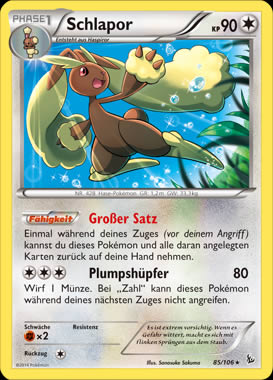 PHASE 1
Schlapor
KP 90
Entsteht aus Haspiror
NR. 428 Hase-Pokémon GR. 1,2m GW: 33,3kg
Fähigkeit Großer Satz
Einmal während deines Zuges (vor deinem Angriff)
kannst du dieses Pokémon und alle daran angelegten
Karten zurück auf deine Hand nehmen.
Plumpshüpfer 80
Wirf 1 Münze. Bei „Zahl" kann dieses Pokémon
während deines nächsten Zuges nicht angreifen.
Schwäche Resistenz
×2
Rückzug
Es ist extrem vorsichtig. Wenn es
Gefahr wittert, macht es sich mit
flinken Sprüngen aus dem Staub.
Illus. Sanosuke Sakuma
85/106
©2014 Pokémon